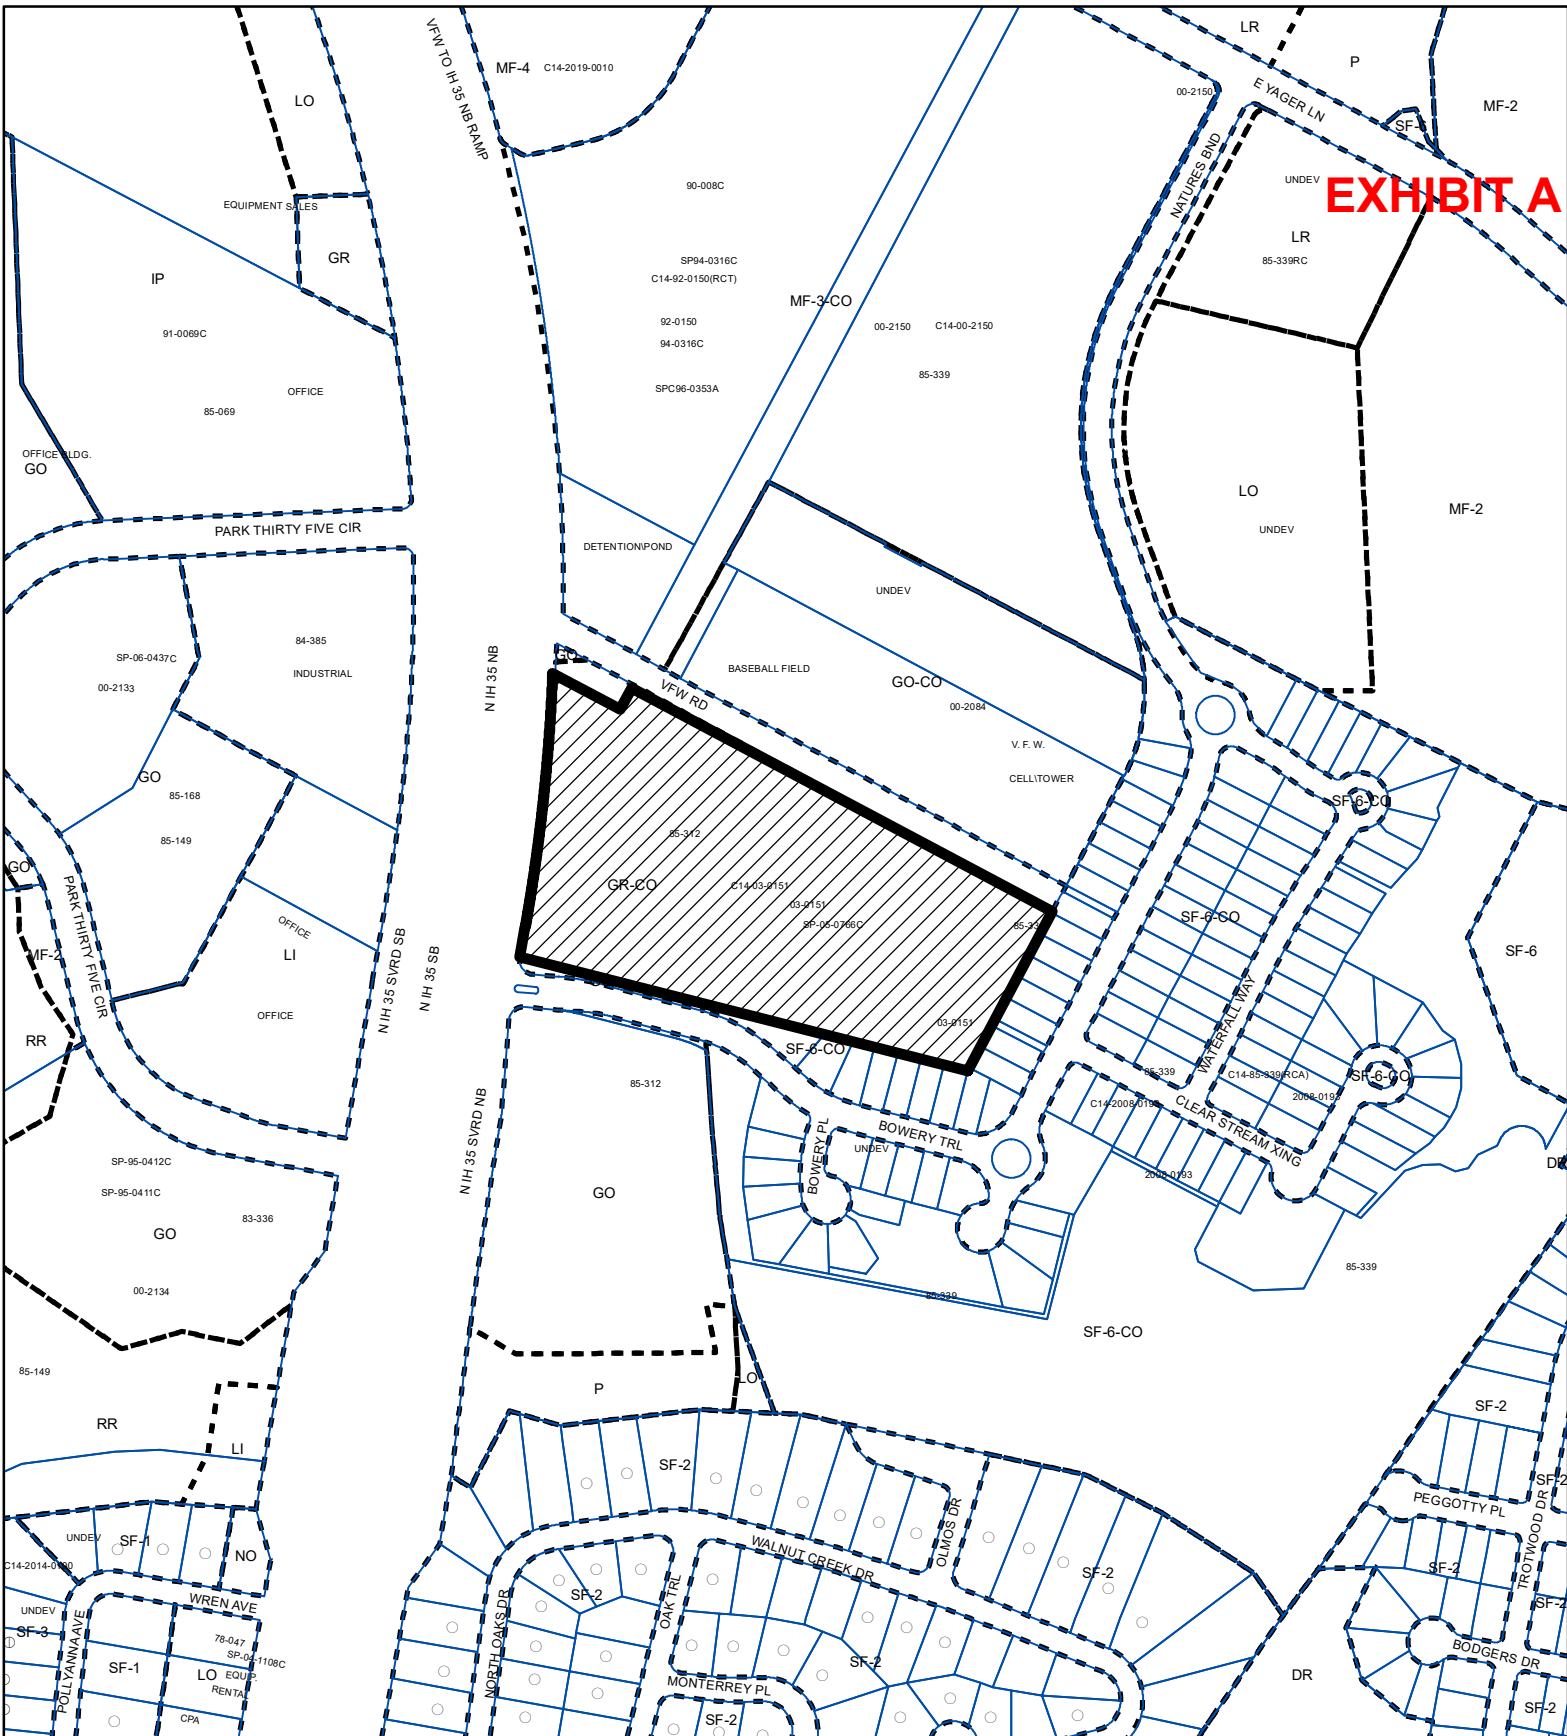 LR
P
VFW TO IH 35 NB RAMP
MF-4
C14-2019-0010
LO
00-2150
E YAGER LN
MF-2
NATURES BND
90-008C
UNDEV
EXHIBIT A
EQUIPMENT SALES
GR
LR
85-339RC
SP94-0316C
C14-92-0150(RCT)
IP
MF-3-CO
92-0150
00-2150
C14-00-2150
91-0069C
94-0316C
85-339
SPC96-0353A
OFFICE
85-069
OFFICE BLDG.
GO
LO
MF-2
UNDEV
PARK THIRTY FIVE CIR
DETENTION\POND
UNDEV
84-385
SP-06-0437C
INDUSTRIAL
00-2133
N IH 35 NB
GO
BASEBALL FIELD
GO-CO
VFW RD
00-2084
V. F. W.
CELL\TOWER
GO
85-168
85-149
SF-6-CO
85-312
GO
GR-CO
C14-03-0151
03-0151
SP-05-0766C
SF-6-CO
PARK THIRTY FIVE CIR
OFFICE
LI
MF-2
N IH 35 SVRD SB
N IH 35 SB
SF-6
OFFICE
WATERFALL WAY
03-0151
RR
SF-6-CO
85-312
85-339
C14-85-339(RCA)
SF-6-CO
2008-0193
CLEAR STREAM XING
N IH 35 SVRD NB
BOWERY PL
BOWERY TRL
UNDEV
2008-0193
SP-95-0412C
SP-95-0411C
GO
83-336
GO
85-339
00-2134
85-339
SF-6-CO
85-149
P
LO
SF-2
RR
LI
SF-2
SF-2
PEGGOTTY PL
TROTWOOD DR
UNDEV
SF-1
NO
WALNUT CREEK DR
OLMOS DR
SF-2
SF-2
SF-2
WREN AVE
NORTH OAKS DR
OAK TRL
SF-2
UNDEV
SF-3
POLLYANNA AVE
78-047
SP-04-1108C
SF-1
LO
EQUIP.
RENTAL
CPA
SF-2
BODGERS DR
DR
MONTERREY PL
SF-2
SF-2